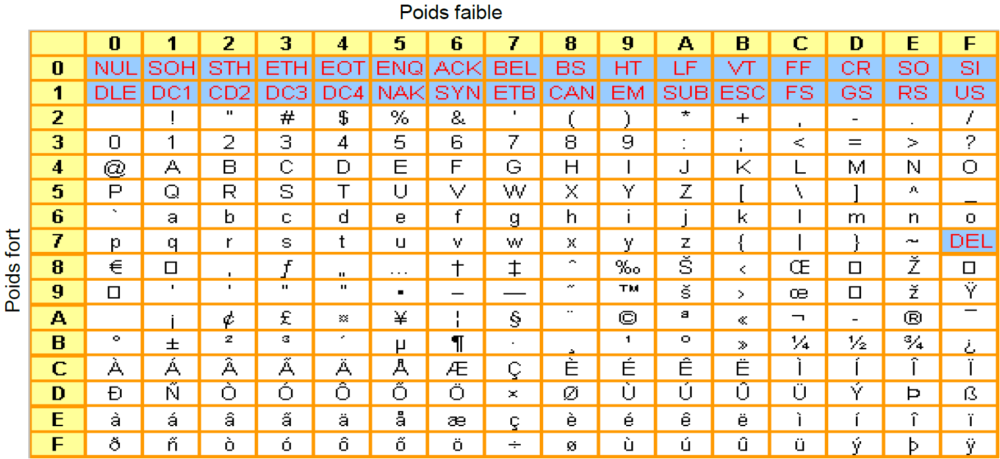 Poids faible
0 1 2 3 4 5 6 7 8 9 A B C D E F
0 NUL SOH STH ETH EOT ENQ ACK BEL BS HT LF VT FF CR SO SI
1 DLE DC1 CD2 DC3 DC4 NAK SYN ETB CAN EM SUB ESC FS GS RS US
2 ! " # $ % & ' ( ) * + , - . /
3 0 1 2 3 4 5 6 7 8 9 : ; < = > ?
4 @ A B C D E F G H I J K L M N O
5 P Q R S T U V W X Y Z [ \ ] ^ _
6 ` a b c d e f g h i j k l m n o
7 p q r s t u v w x y z { | } ~ DEL
8 € □ ‚ ƒ „ … † ‡ ˆ ‰ Š ‹ Œ □ Ž □
9 □ ' ' " " ▪ – — ˜ ™ š › œ □ ž Ÿ
A ¡ ¢ £ ¤ ¥ ¦ § ¨ © ª « ¬ - ® ¯
B ° ± ² ³ ´ µ ¶ · ¸ ¹ º » ¼ ½ ¾ ¿
C À Á Â Ã Ä Å Æ Ç È É Ê Ë Ì Í Î Ï
D Ð Ñ Ò Ó Ô Õ Ö × Ø Ù Ú Û Ü Ý Þ ß
E à á â ã ä å æ ç è é ê ë ì í î ï
F ð ñ ò ó ô õ ö ÷ ø ù ú û ü ý þ ÿ
Poids fort